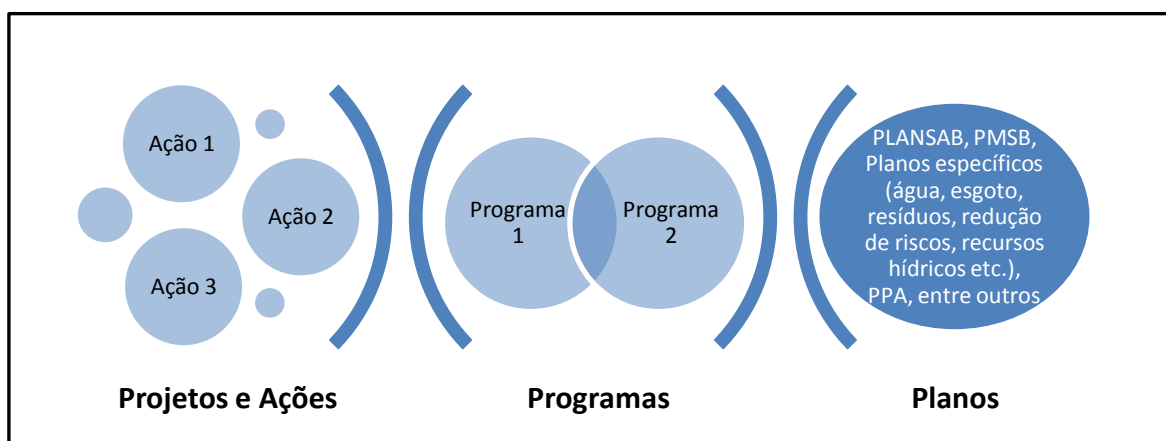 Ação 1
Ação 2
Ação 3
Programa
1
Programa
2
PLANSAB, PMSB,
Planos específicos
(água, esgoto,
resíduos, redução
de riscos, recursos
hídricos etc.),
PPA, entre outros
Projetos e Ações
Programas
Planos